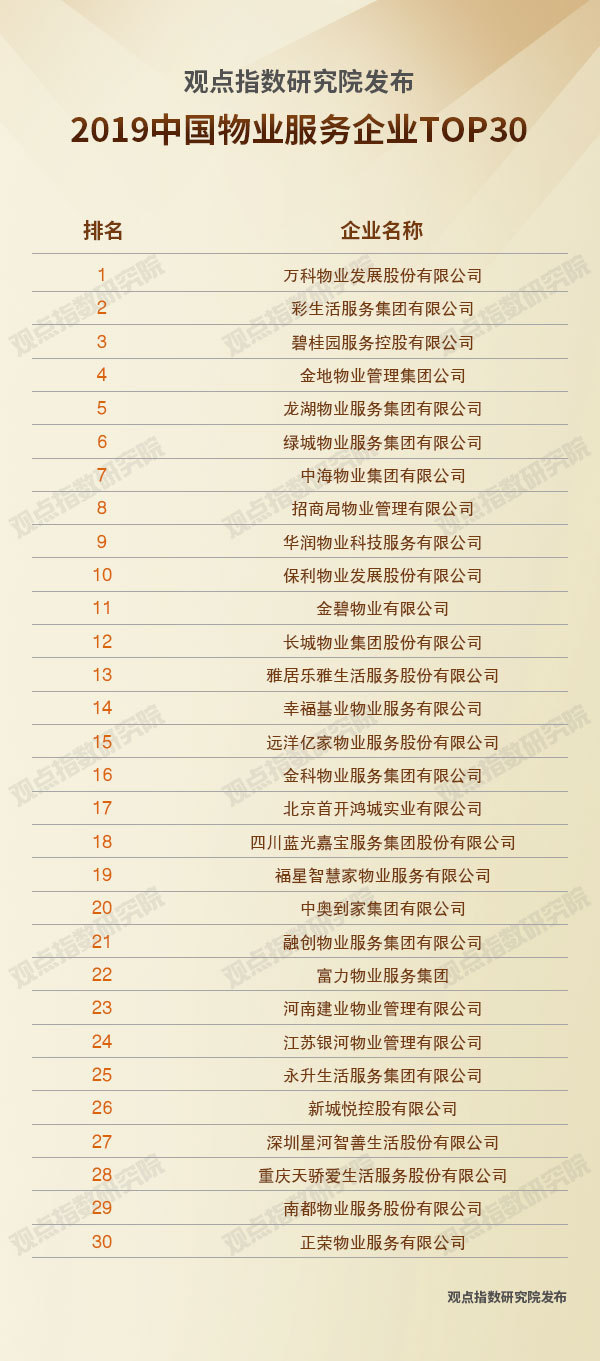 观点指数研究院发布
2019中国物业服务企业TOP30
排名 企业名称
1 万科物业发展股份有限公司
2 彩生活服务集团有限公司
3 碧桂园服务控股有限公司
4 金地物业管理集团公司
5 龙湖物业服务集团有限公司
6 绿城物业服务集团有限公司
7 中海物业集团有限公司
8 招商局物业管理有限公司
9 华润物业科技服务有限公司
10 保利物业发展股份有限公司
11 金碧物业有限公司
12 长城物业集团股份有限公司
13 雅居乐雅生活服务股份有限公司
14 幸福基业物业服务有限公司
15 远洋亿家物业服务股份有限公司
16 金科物业服务集团有限公司
17 北京首开鸿城实业有限公司
18 四川蓝光嘉宝服务集团股份有限公司
19 福星智慧家物业服务有限公司
20 中奥到家集团有限公司
21 融创物业服务集团有限公司
22 富力物业服务集团
23 河南建业物业管理有限公司
24 江苏银河物业管理有限公司
25 永升生活服务集团有限公司
26 新城悦控股有限公司
27 深圳星河智善生活股份有限公司
28 重庆天骄爱生活服务股份有限公司
29 南都物业服务股份有限公司
30 正荣物业服务有限公司
观点指数研究院发布